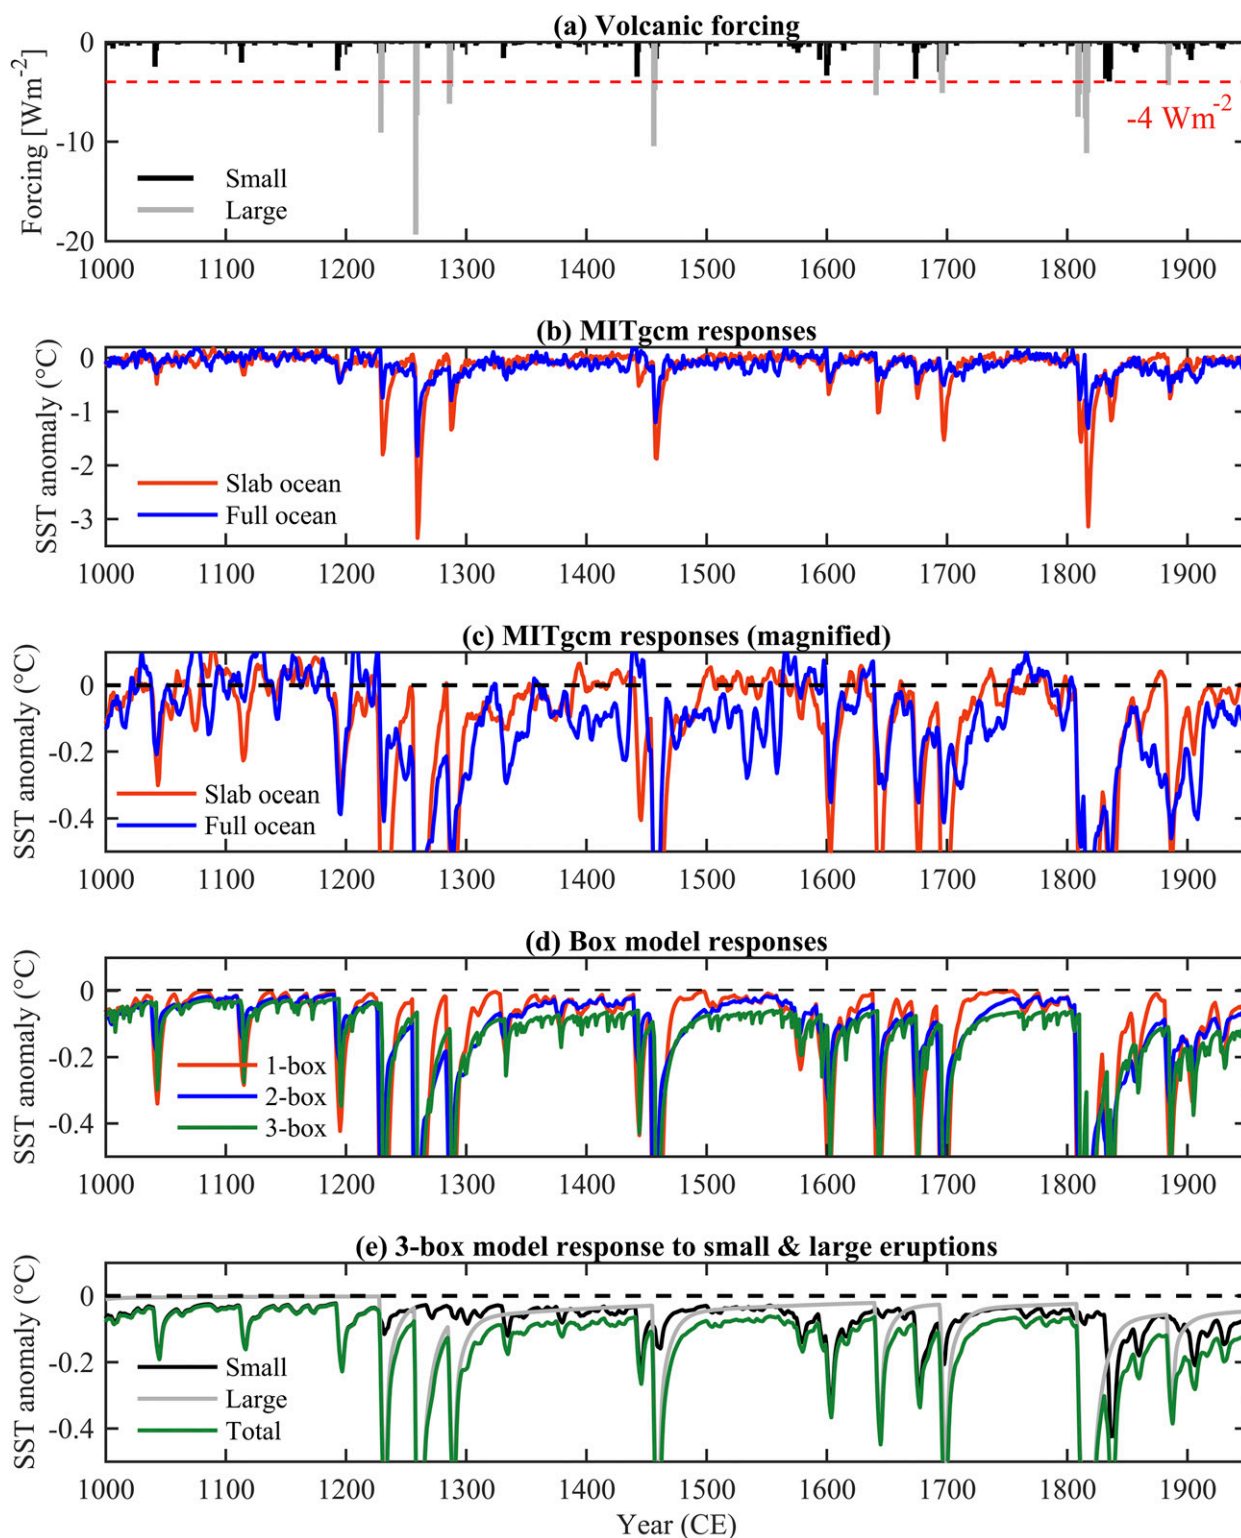 (a) Volcanic forcing
Forcing [Wm⁻²]
0
-10
-20
-4 Wm⁻²
Small
Large
1000 1100 1200 1300 1400 1500 1600 1700 1800 1900
(b) MITgcm responses
SST anomaly (°C)
0
-1
-2
-3
Slab ocean
Full ocean
1000 1100 1200 1300 1400 1500 1600 1700 1800 1900
(c) MITgcm responses (magnified)
SST anomaly (°C)
0
-0.2
-0.4
Slab ocean
Full ocean
1000 1100 1200 1300 1400 1500 1600 1700 1800 1900
(d) Box model responses
SST anomaly (°C)
0
-0.2
-0.4
1-box
2-box
3-box
1000 1100 1200 1300 1400 1500 1600 1700 1800 1900
(e) 3-box model response to small & large eruptions
SST anomaly (°C)
0
-0.2
-0.4
Small
Large
Total
1000 1100 1200 1300 1400 1500 1600 1700 1800 1900
Year (CE)